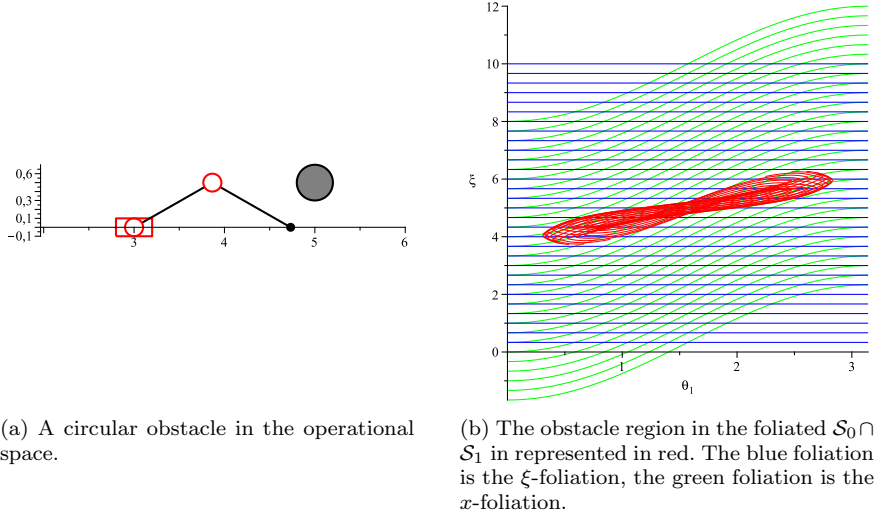 0,6
0,3
0,1
−0,1
3
4
5
6
12
10
8
ξ
6
4
2
0
1
2
3
θ1
(a) A circular obstacle in the operational
space.
(b) The obstacle region in the foliated S0∩
S1 in represented in red. The blue foliation
is the ξ-foliation, the green foliation is the
x-foliation.